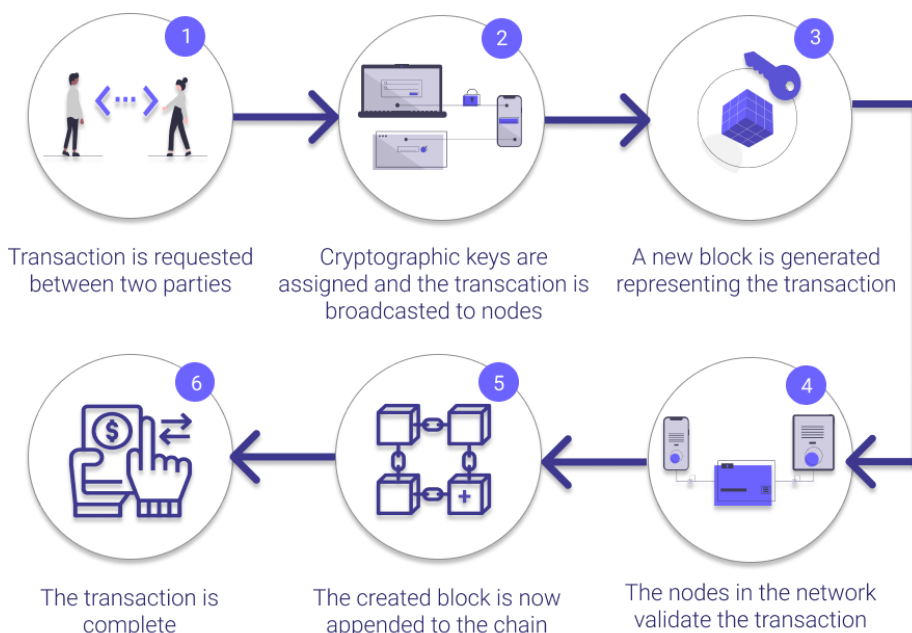 1
Transaction is requested
between two parties
2
Cryptographic keys are
assigned and the transcation is
broadcasted to nodes
3
A new block is generated
representing the transaction
4
The nodes in the network
validate the transaction
5
The created block is now
appended to the chain
6
$
The transaction is
complete